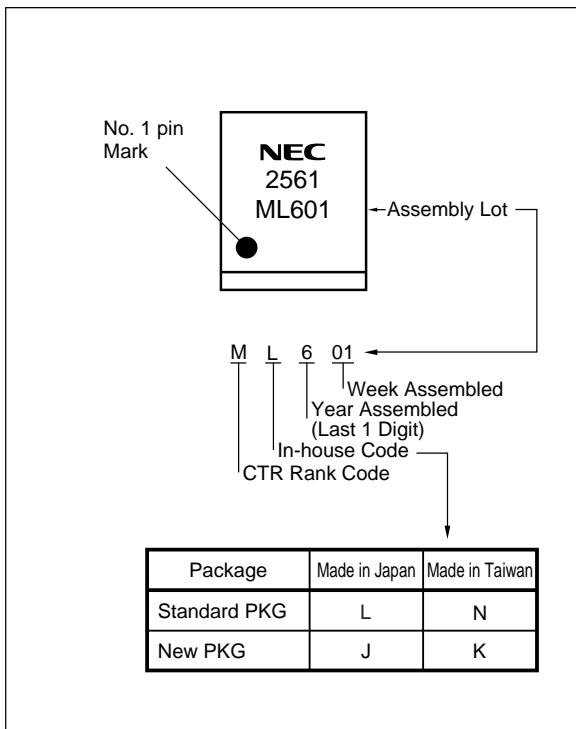 No. 1 pin
Mark
NEC
2561
ML601
Assembly Lot
M L 6 01
Week Assembled
Year Assembled
(Last 1 Digit)
In-house Code
CTR Rank Code
Package Made in Japan Made in Taiwan
Standard PKG L N
New PKG J K